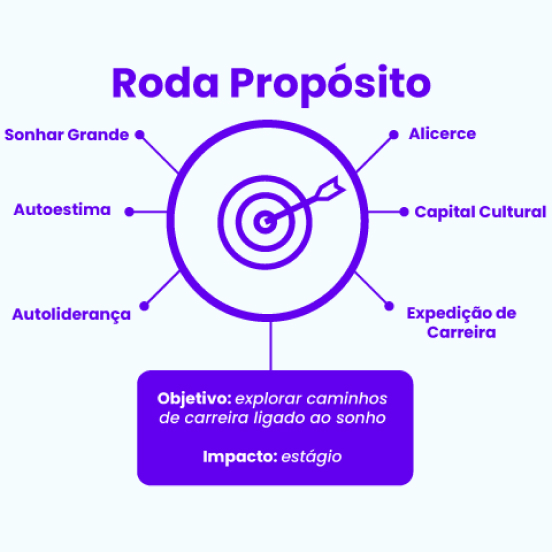 Roda Propósito
Sonhar Grande
Alicerce
Autoestima
Capital Cultural
Autoliderança
Expedição de
Carreira
Objetivo: explorar caminhos
de carreira ligado ao sonho
Impacto: estágio